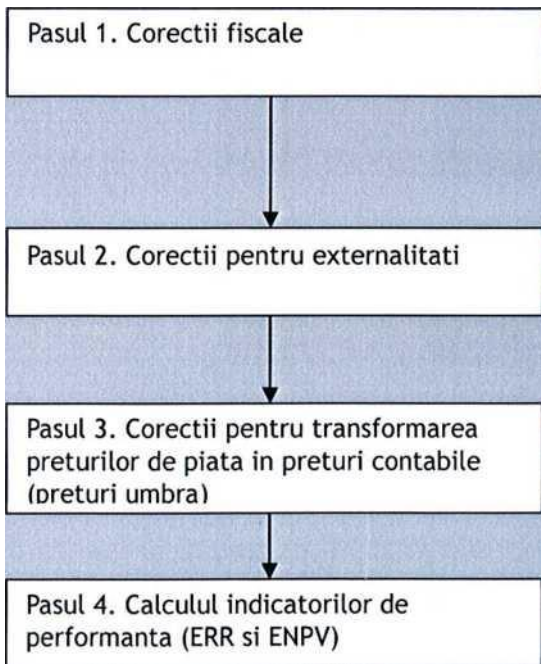 Pasul 1. Corectii fiscale
Pasul 2. Corectii pentru externalitati
Pasul 3. Corectii pentru transformarea
preturilor de piata in preturi contabile
(preturi umbra)
Pasul 4. Calculul indicatorilor de
performanta (ERR si ENPV)